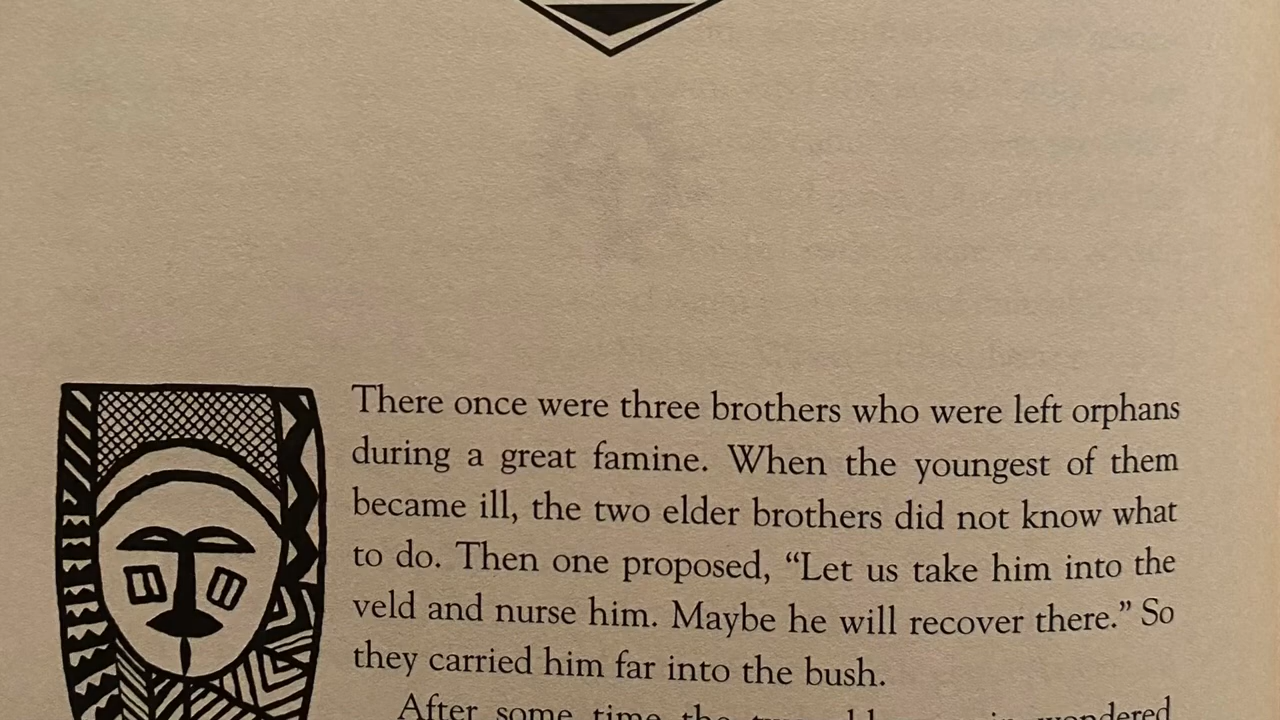 There once were three brothers who were left orphans
during a great famine. When the youngest of them
became ill, the two elder brothers did not know what
to do. Then one proposed, “Let us take him into the
veld and nurse him. Maybe he will recover there.” So
they carried him far into the bush.
After some time the two wondered